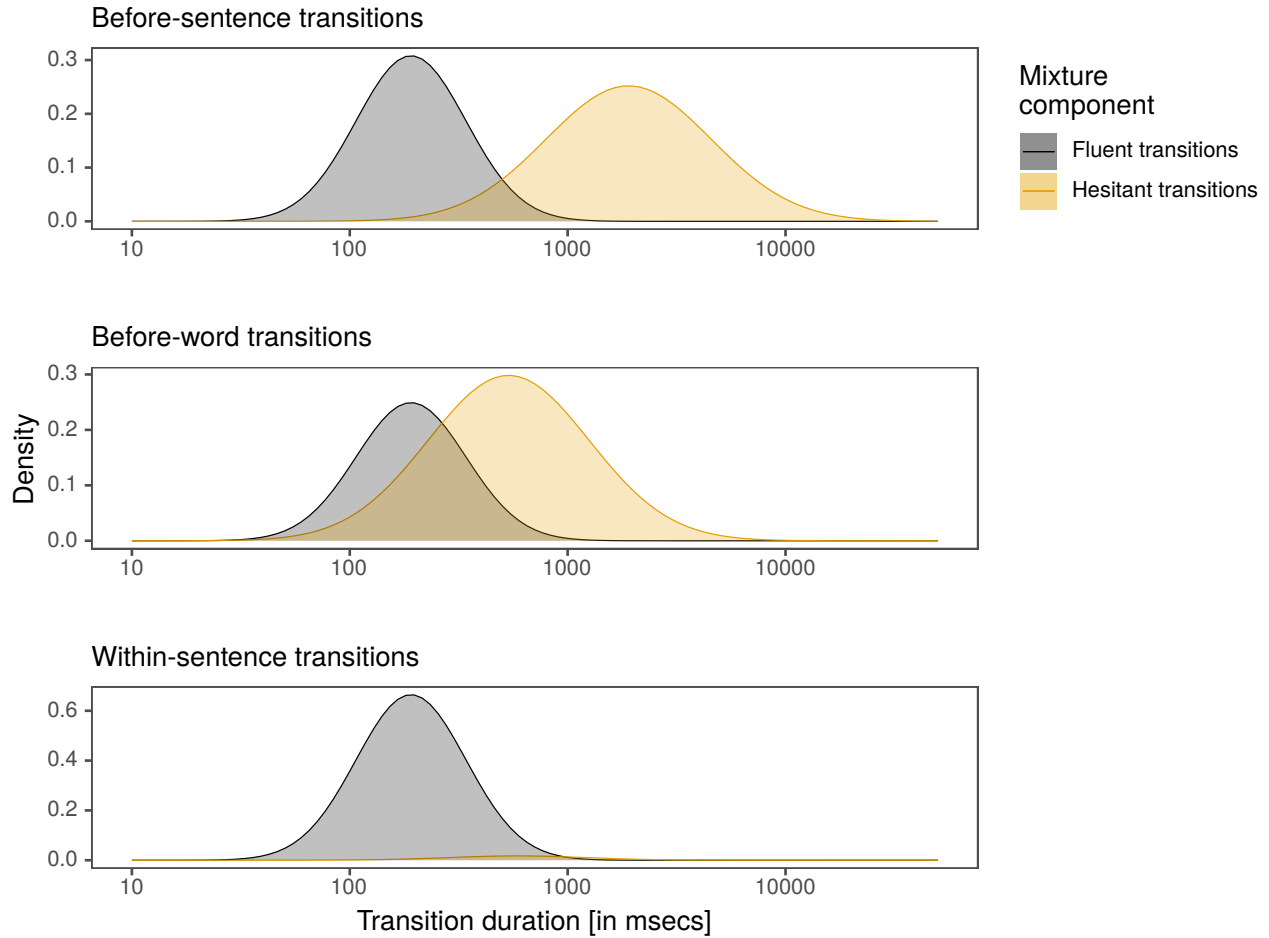 Before-sentence transitions
0.3
0.2
0.1
0.0
10 100 1000 10000
Mixture
component
Fluent transitions
Hesitant transitions
Before-word transitions
0.3
0.2
0.1
0.0
10 100 1000 10000
Density
Within-sentence transitions
0.6
0.4
0.2
0.0
10 100 1000 10000
Transition duration [in msecs]